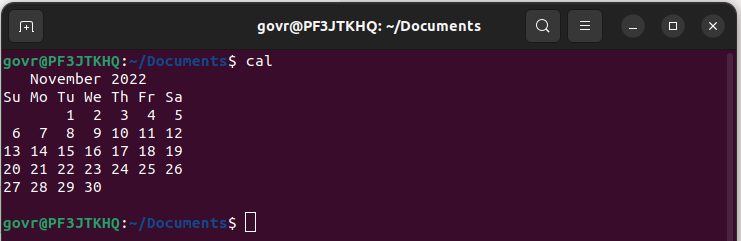 govr@PF3JTKHQ: ~/Documents
govr@PF3JTKHQ:~/Documents$ cal
   November 2022
Su Mo Tu We Th Fr Sa
       1  2  3  4  5
 6  7  8  9 10 11 12
13 14 15 16 17 18 19
20 21 22 23 24 25 26
27 28 29 30
govr@PF3JTKHQ:~/Documents$